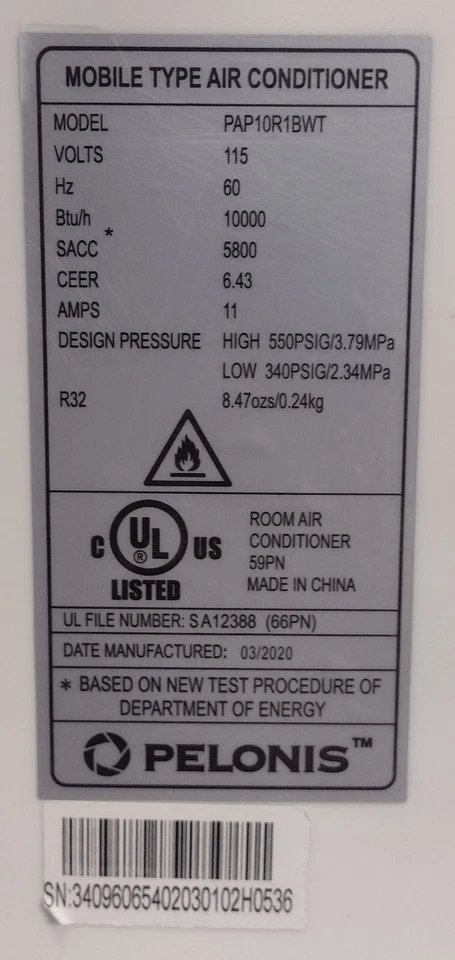 MOBILE TYPE AIR CONDITIONER
MODEL PAP10R1BWT
VOLTS 115
Hz 60
Btu/h 10000
SACC * 5800
CEER 6.43
AMPS 11
DESIGN PRESSURE HIGH 550PSIG/3.79MPa
LOW 340PSIG/2.34MPa
R32 8.47ozs/0.24kg
C UL ® US
LISTED
ROOM AIR
CONDITIONER
59PN
MADE IN CHINA
UL FILE NUMBER: SA12388 (66PN)
DATE MANUFACTURED: 03/2020
* BASED ON NEW TEST PROCEDURE OF
DEPARTMENT OF ENERGY
PELONIS™
SN:34096065402030102H0536